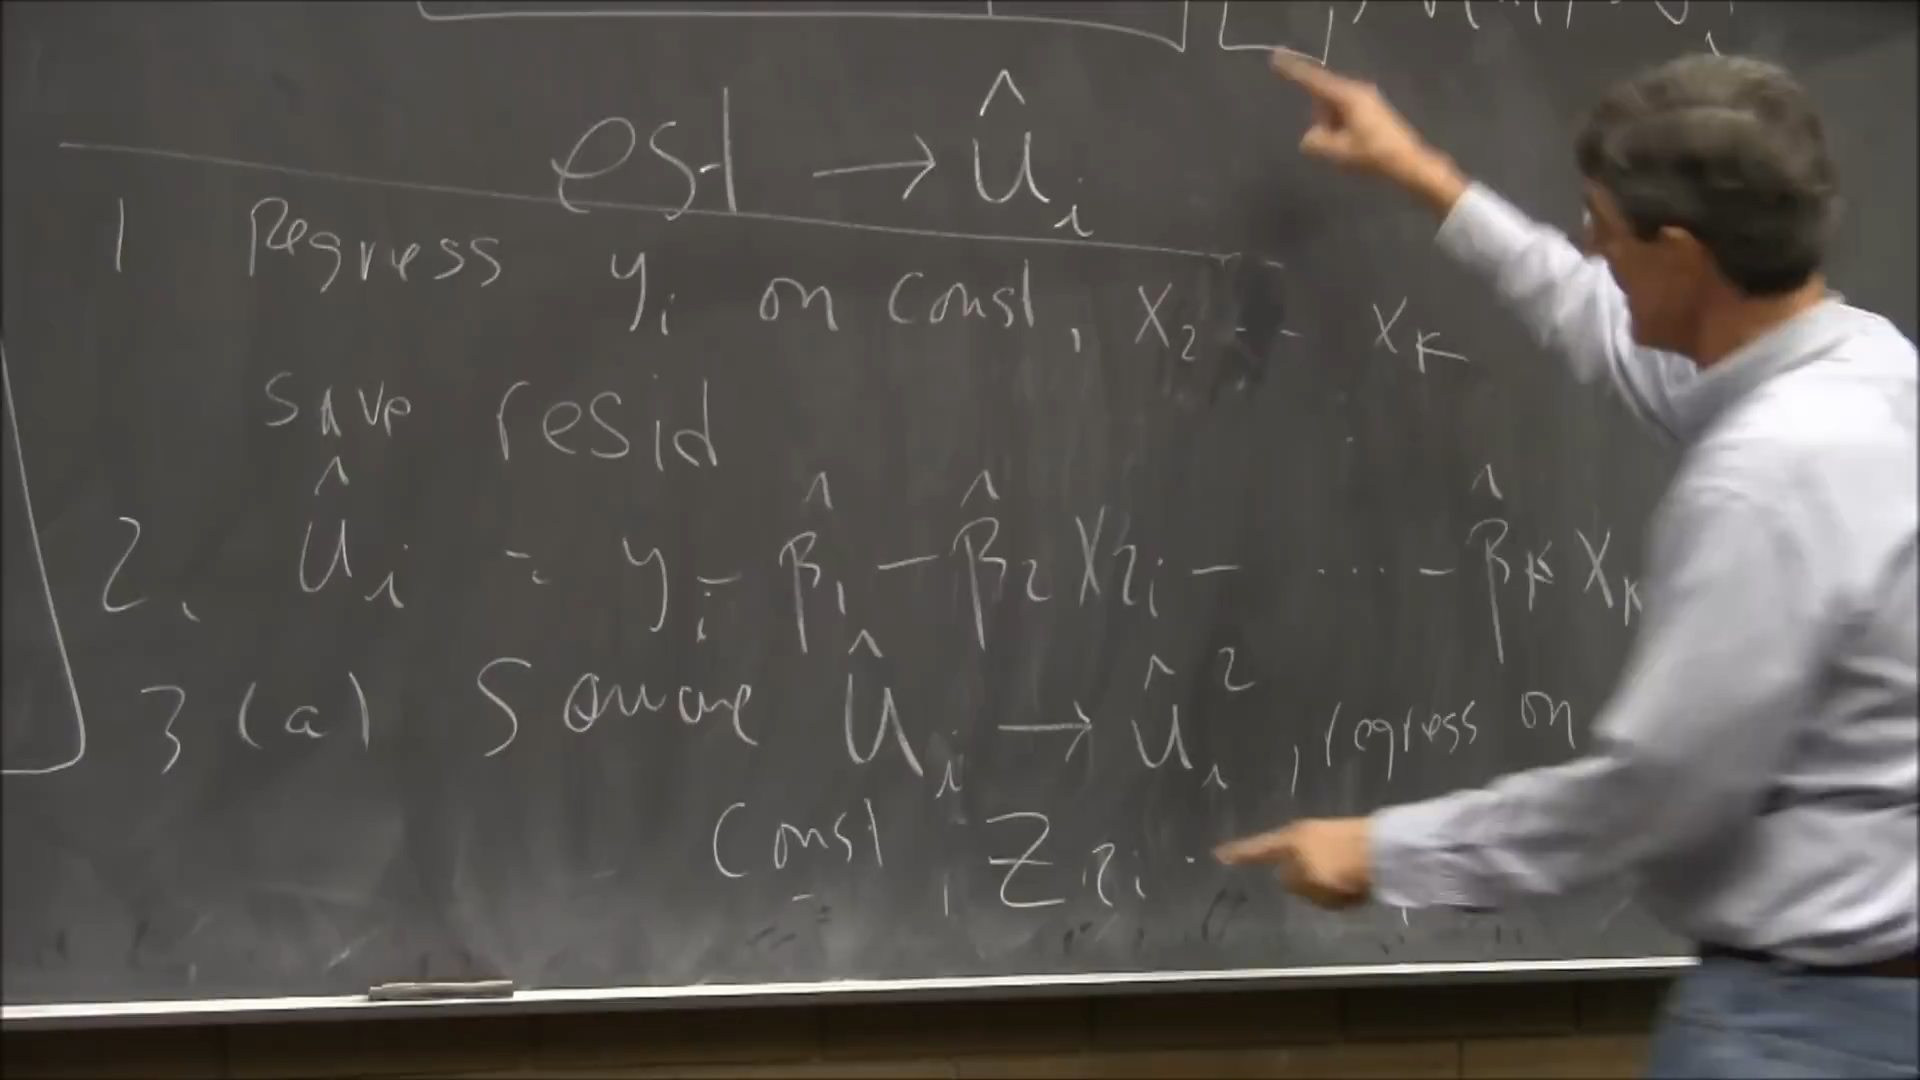 est → û_i
1 Regress y_i on const, X_2 - - X_K
save resid
2. û_i = y_i - β̂_1 - β̂_2 X_2i - .... - β̂_K X_K
3 (a) Square û_i → û_i^2, regress on
const, Z_2i